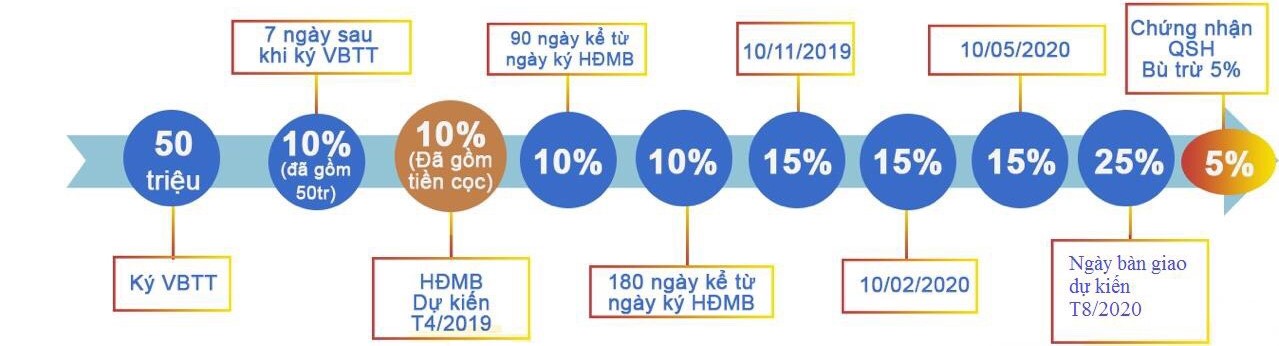 7 ngày sau
khi ký VBTT
90 ngày kể từ
ngày ký HĐMB
10/11/2019
10/05/2020
Chứng nhận
QSH
Bù trừ 5%
50
triệu
10%
(đã gồm
50tr)
10%
(Đã gồm
tiền cọc)
10%
10%
15%
15%
15%
25%
5%
Ký VBTT
HĐMB
Dự kiến
T4/2019
180 ngày kể từ
ngày ký HĐMB
10/02/2020
Ngày bàn giao
dự kiến
T8/2020